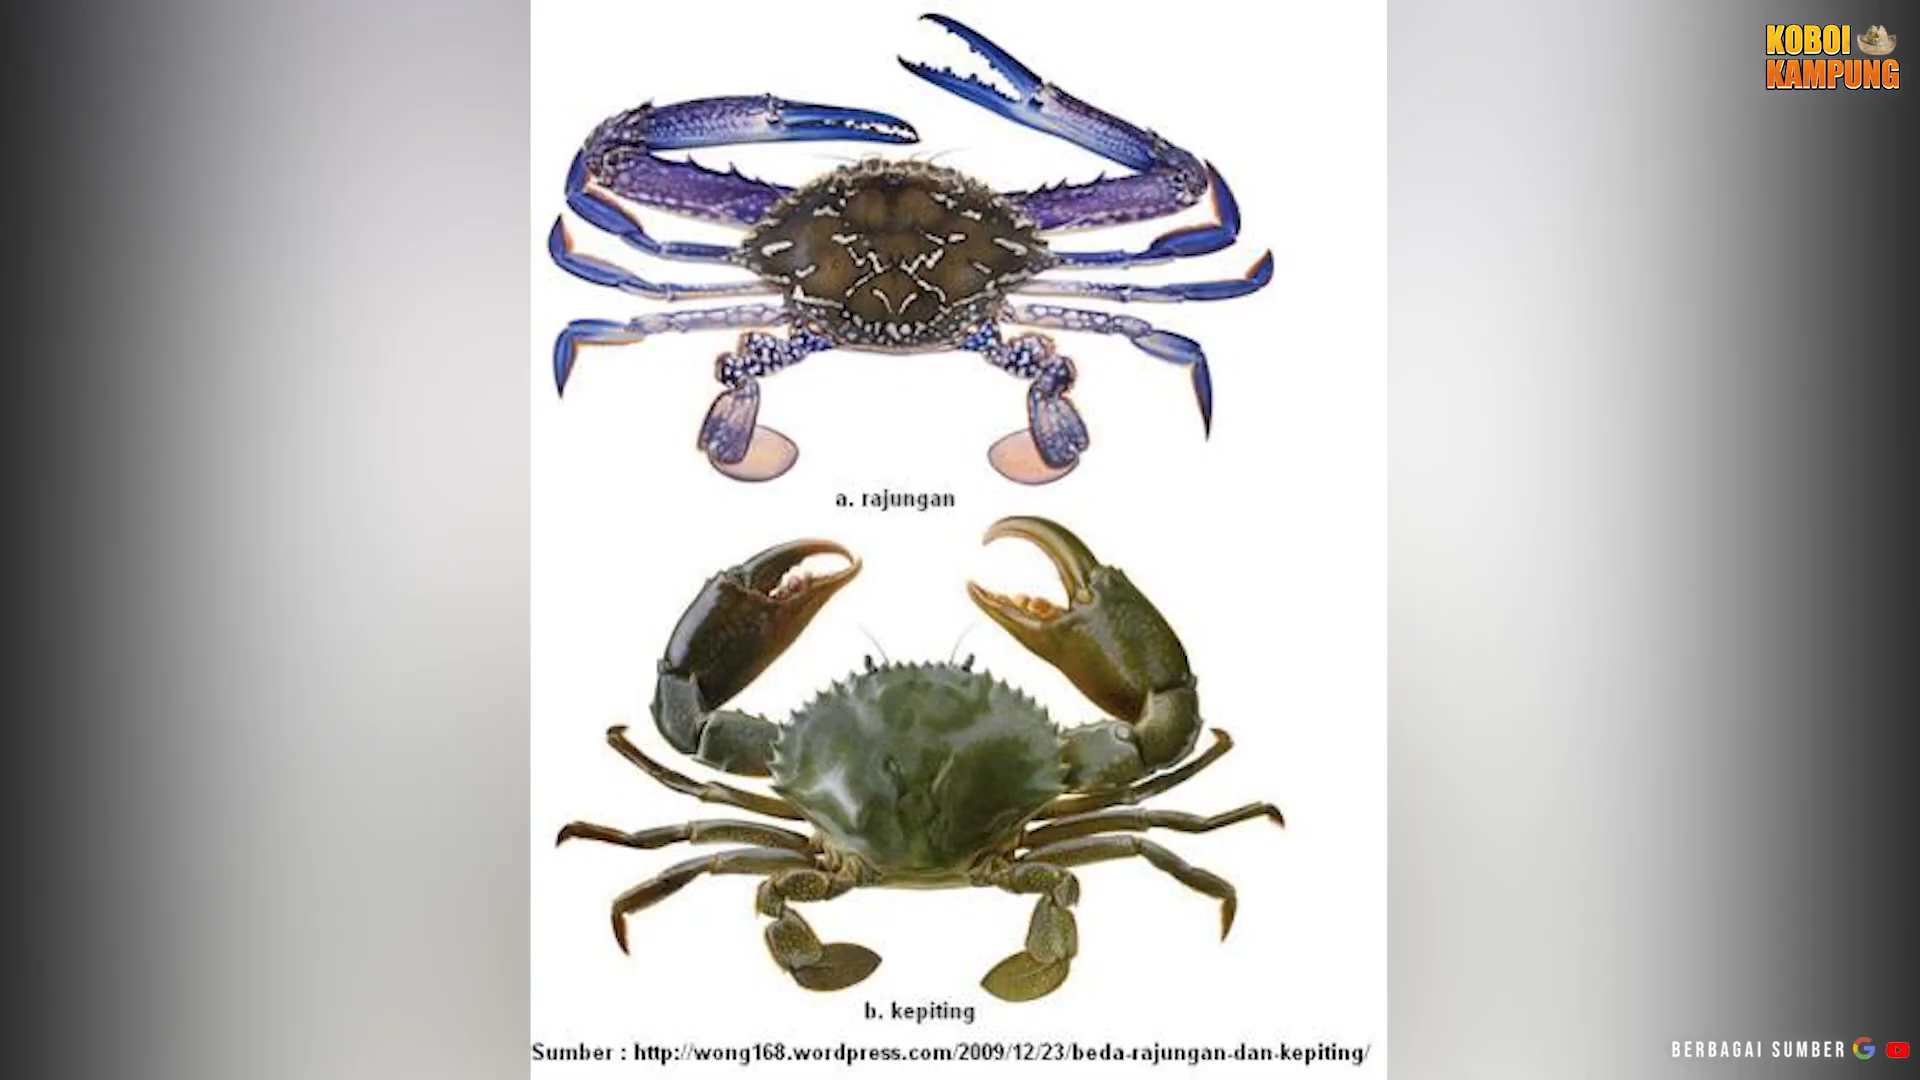 KOBOI
KAMPUNG
a. rajungan
b. kepiting
Sumber : http://wong168.wordpress.com/2009/12/23/beda-rajungan-dan-kepiting/
BERBAGAI SUMBER